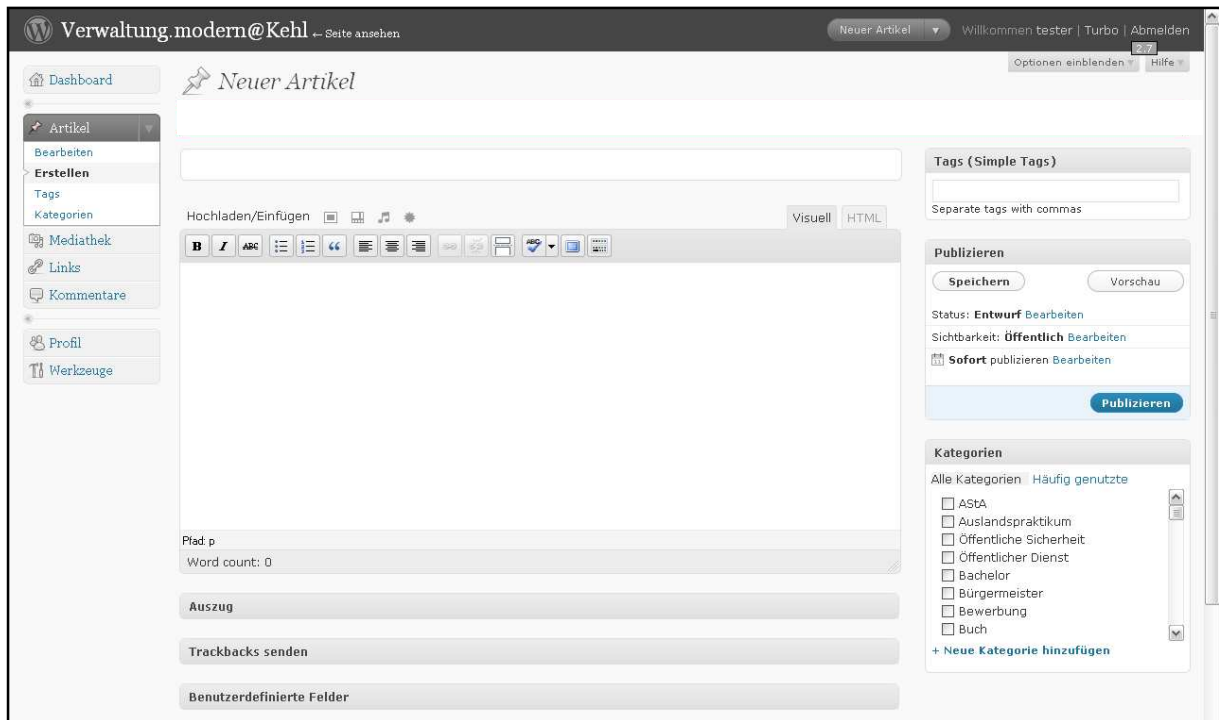 Verwaltung.modern@Kehl ← Seite ansehen
Neuer Artikel
Willkommen tester | Turbo | Abmelden
2.7
Optionen einblenden
Hilfe
Dashboard
Neuer Artikel
Artikel
Bearbeiten
Erstellen
Tags
Kategorien
Mediathek
Links
Kommentare
Profil
Werkzeuge
Hochladen/Einfügen
Visuell
HTML
B I ABC
ABC
Pfad: p
Word count: 0
Auszug
Trackbacks senden
Benutzerdefinierte Felder
Tags (Simple Tags)
Separate tags with commas
Publizieren
Speichern
Vorschau
Status: Entwurf Bearbeiten
Sichtbarkeit: Öffentlich Bearbeiten
Sofort publizieren Bearbeiten
Publizieren
Kategorien
Alle Kategorien
Häufig genutzte
AStA
Auslandspraktikum
Öffentliche Sicherheit
Öffentlicher Dienst
Bachelor
Bürgermeister
Bewerbung
Buch
+ Neue Kategorie hinzufügen